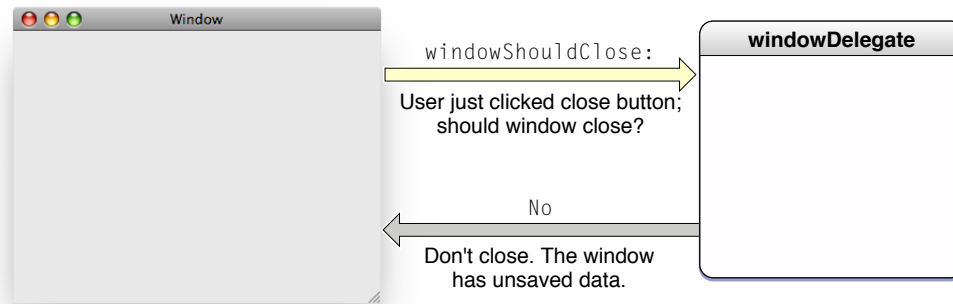 Window
windowShouldClose:
User just clicked close button;
should window close?
windowDelegate
No
Don't close. The window
has unsaved data.